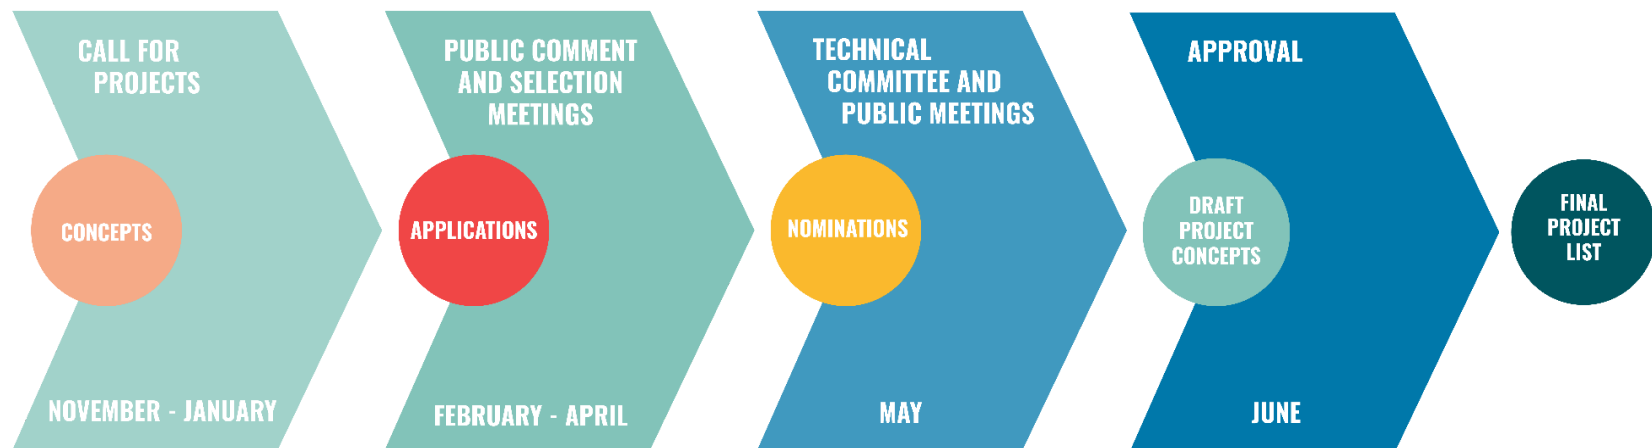 CALL FOR
PROJECTS
CONCEPTS
NOVEMBER - JANUARY
PUBLIC COMMENT
AND SELECTION
MEETINGS
APPLICATIONS
FEBRUARY - APRIL
TECHNICAL
COMMITTEE AND
PUBLIC MEETINGS
NOMINATIONS
MAY
APPROVAL
DRAFT
PROJECT
CONCEPTS
JUNE
FINAL
PROJECT
LIST